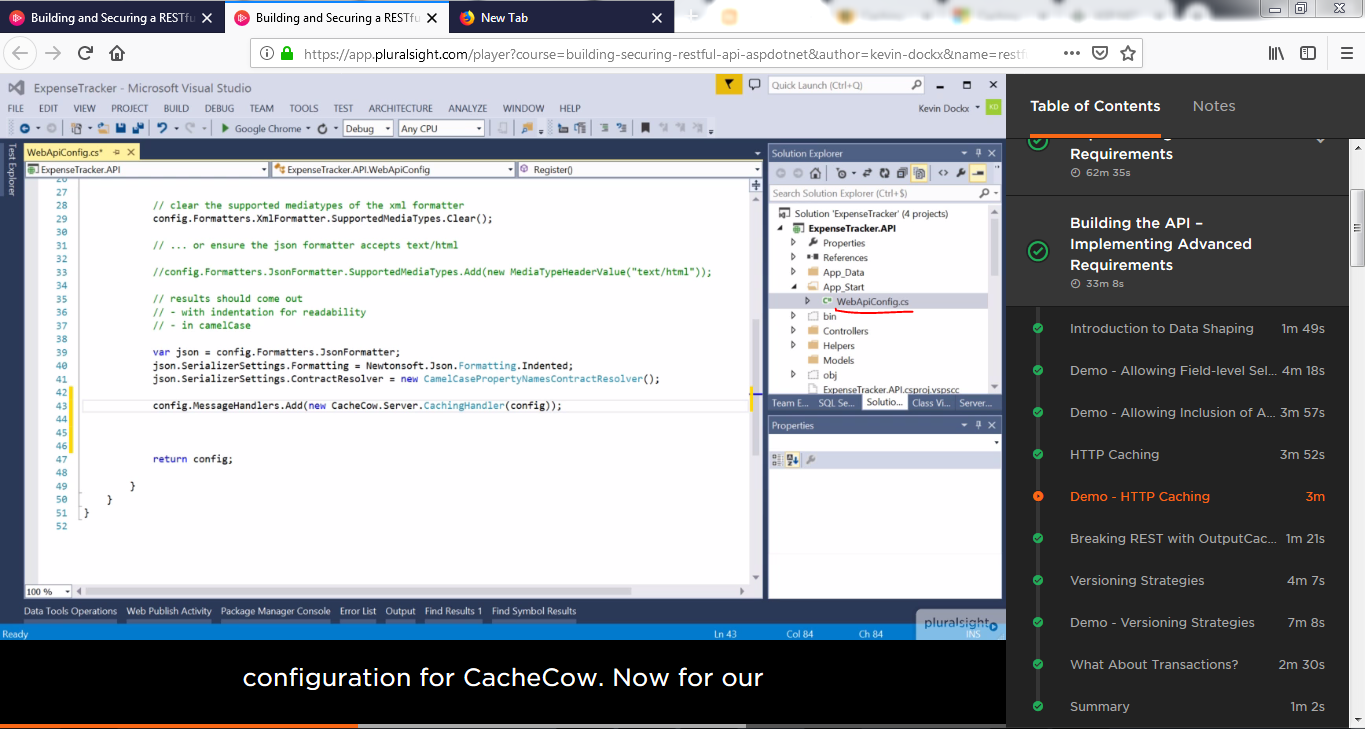 Building and Securing a RESTfu
Building and Securing a RESTfu
New Tab
https://app.pluralsight.com/player?course=building-securing-restful-api-aspdotnet&author=kevin-dockx&name=restf
ExpenseTracker - Microsoft Visual Studio
Quick Launch (Ctrl+Q)
FILE EDIT VIEW PROJECT BUILD DEBUG TEAM TOOLS TEST ARCHITECTURE ANALYZE WINDOW HELP
Kevin Dockx KD
Google Chrome Debug Any CPU
Test Explorer
WebApiConfig.cs*
ExpenseTracker.API ExpenseTracker.API.WebApiConfig Register()
26
27
28 // clear the supported mediatypes of the xml formatter
29 config.Formatters.XmlFormatter.SupportedMediaTypes.Clear();
30
31 // ... or ensure the json formatter accepts text/html
32
33 //config.Formatters.JsonFormatter.SupportedMediaTypes.Add(new MediaTypeHeaderValue("text/html"));
34
35 // results should come out
36 // - with indentation for readability
37 // - in camelCase
38
39 var json = config.Formatters.JsonFormatter;
40 json.SerializerSettings.Formatting = Newtonsoft.Json.Formatting.Indented;
41 json.SerializerSettings.ContractResolver = new CamelCasePropertyNamesContractResolver();
42
43 config.MessageHandlers.Add(new CacheCow.Server.CachingHandler(config));
44
45
46
47 return config;
48
49 }
50 }
51 }
52
100 %
Solution Explorer
Search Solution Explorer (Ctrl+$)
Solution 'ExpenseTracker' (4 projects)
ExpenseTracker.API
Properties
References
App_Data
App_Start
WebApiConfig.cs
bin
Controllers
Helpers
Models
obj
ExpenseTracker.API.csproj.vspscc
Team E... SQL Se... Solutio... Class Vi... Server...
Properties
Data Tools Operations Web Publish Activity Package Manager Console Error List Output Find Results 1 Find Symbol Results
Ready Ln 43 Col 84 Ch 84 INS
pluralsight
configuration for CacheCow. Now for our
Table of Contents Notes
Requirements
62m 35s
Building the API –
Implementing Advanced
Requirements
33m 8s
Introduction to Data Shaping 1m 49s
Demo - Allowing Field-level Sel... 4m 18s
Demo - Allowing Inclusion of A... 3m 57s
HTTP Caching 3m 52s
Demo - HTTP Caching 3m
Breaking REST with OutputCac... 1m 21s
Versioning Strategies 4m 7s
Demo - Versioning Strategies 7m 8s
What About Transactions? 2m 30s
Summary 1m 2s